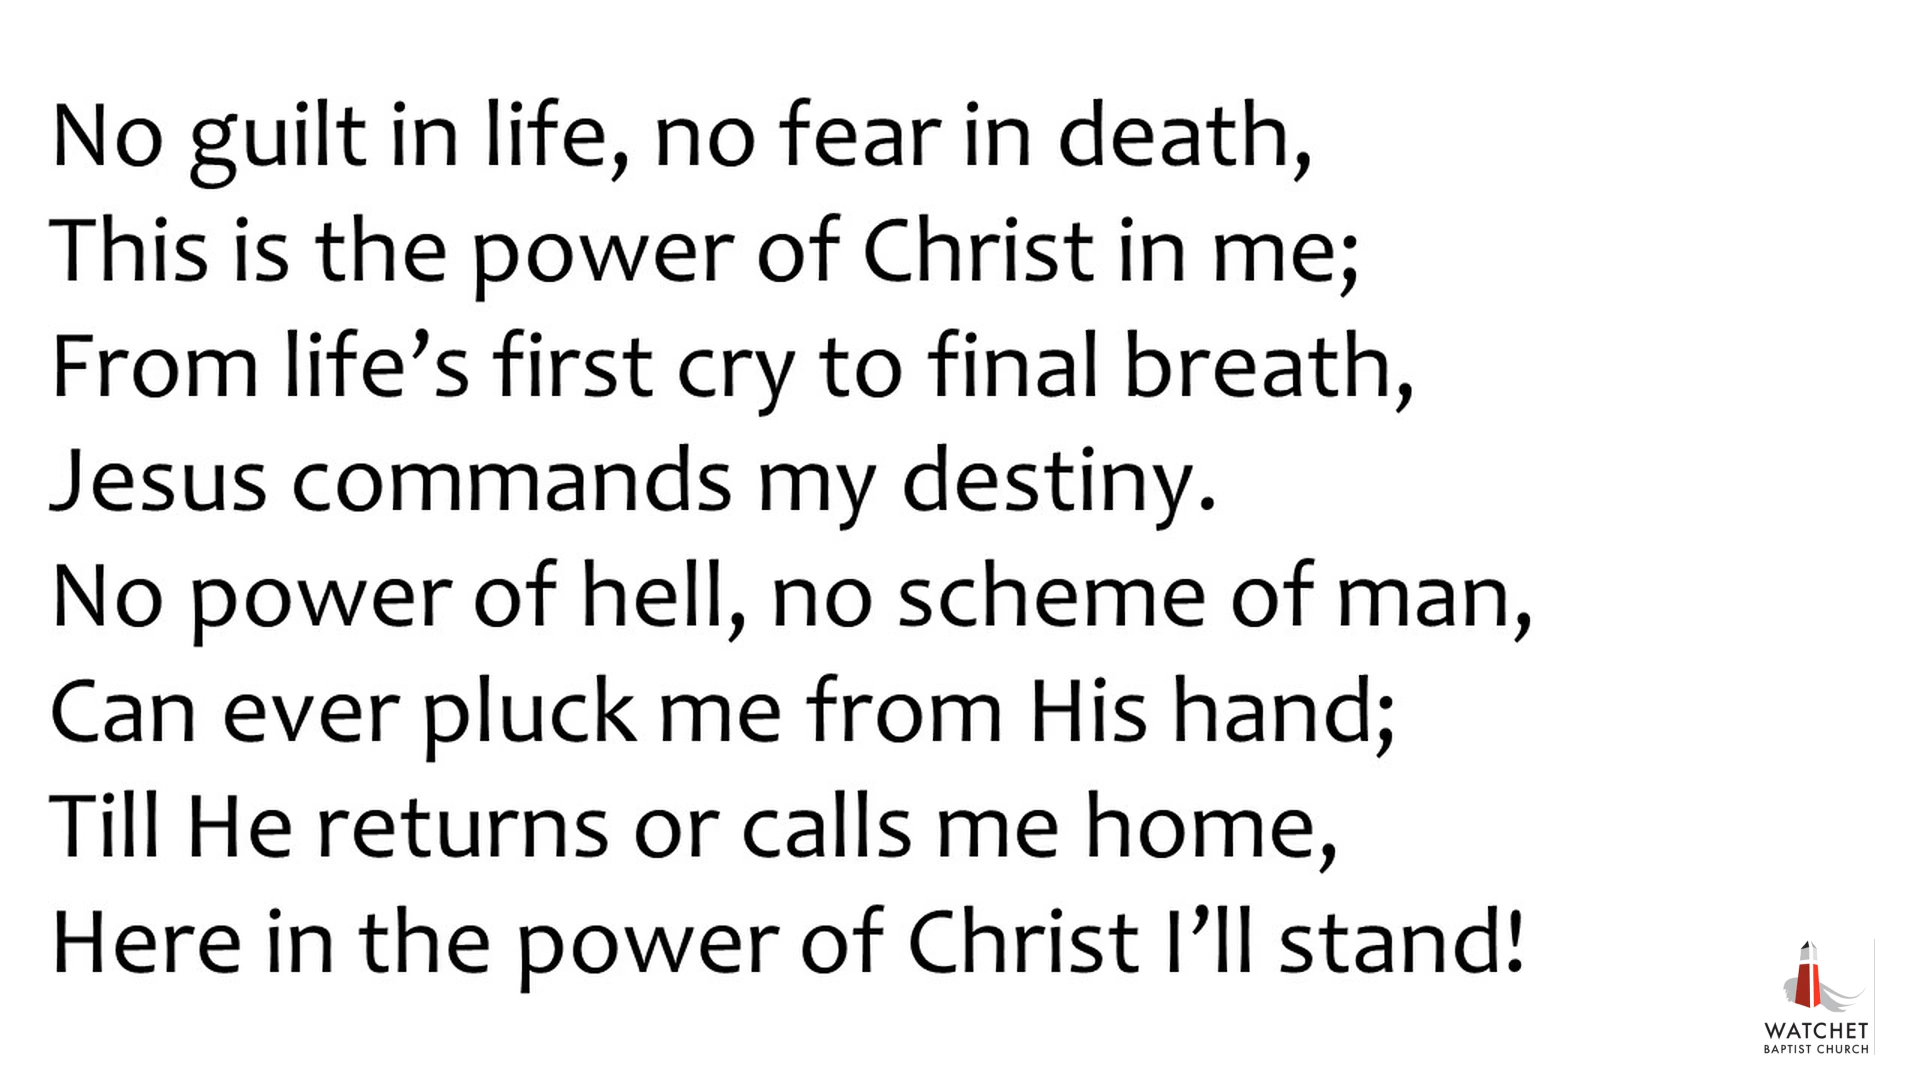 No guilt in life, no fear in death,
This is the power of Christ in me;
From life’s first cry to final breath,
Jesus commands my destiny.
No power of hell, no scheme of man,
Can ever pluck me from His hand;
Till He returns or calls me home,
Here in the power of Christ I’ll stand!
WATCHET
BAPTIST CHURCH